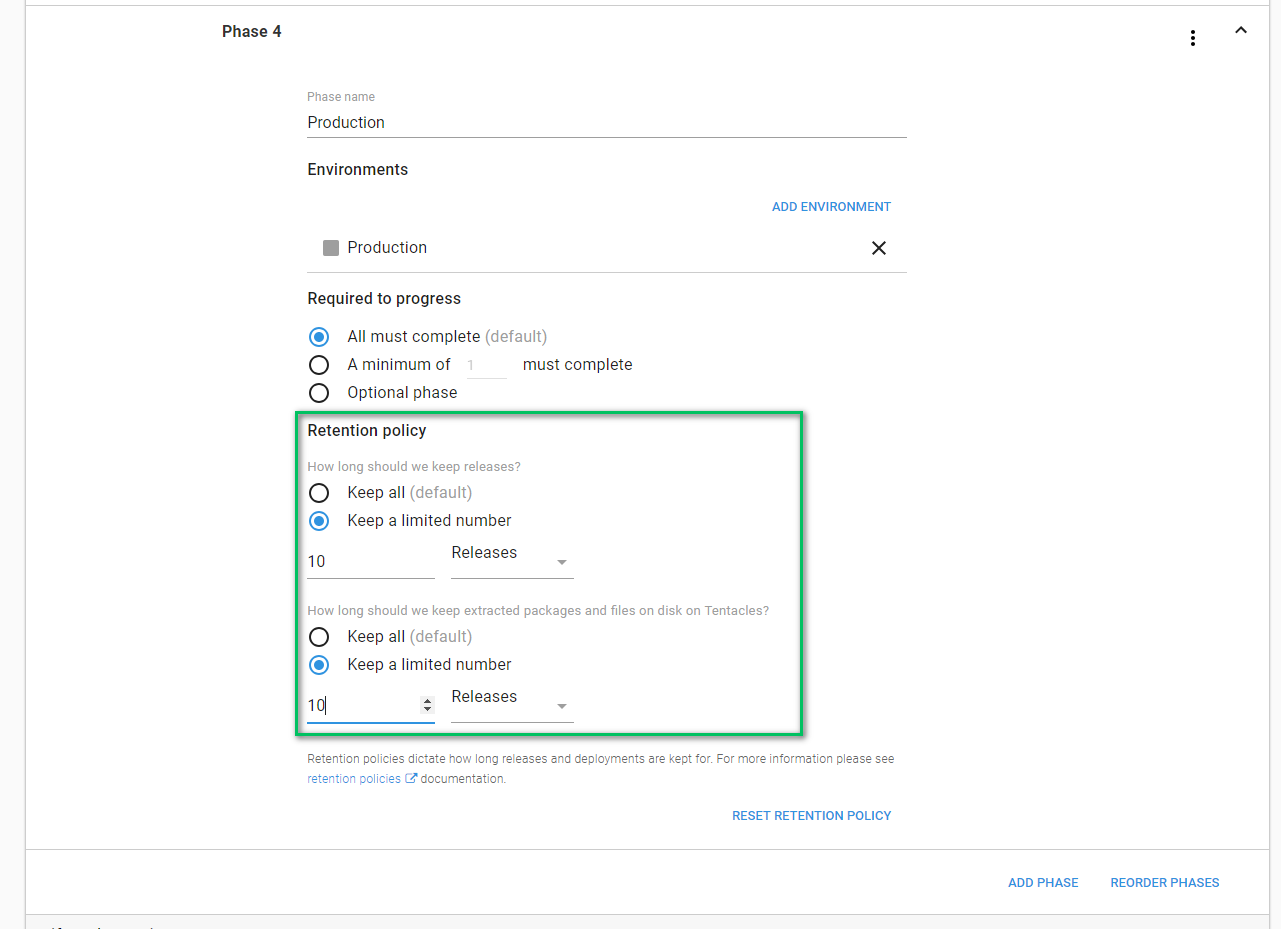 Phase 4
Phase name
Production
Environments
ADD ENVIRONMENT
Production
Required to progress
All must complete (default)
A minimum of 1 must complete
Optional phase
Retention policy
How long should we keep releases?
Keep all (default)
Keep a limited number
10 Releases
How long should we keep extracted packages and files on disk on Tentacles?
Keep all (default)
Keep a limited number
10 Releases
Retention policies dictate how long releases and deployments are kept for. For more information please see
retention policies documentation.
RESET RETENTION POLICY
ADD PHASE REORDER PHASES